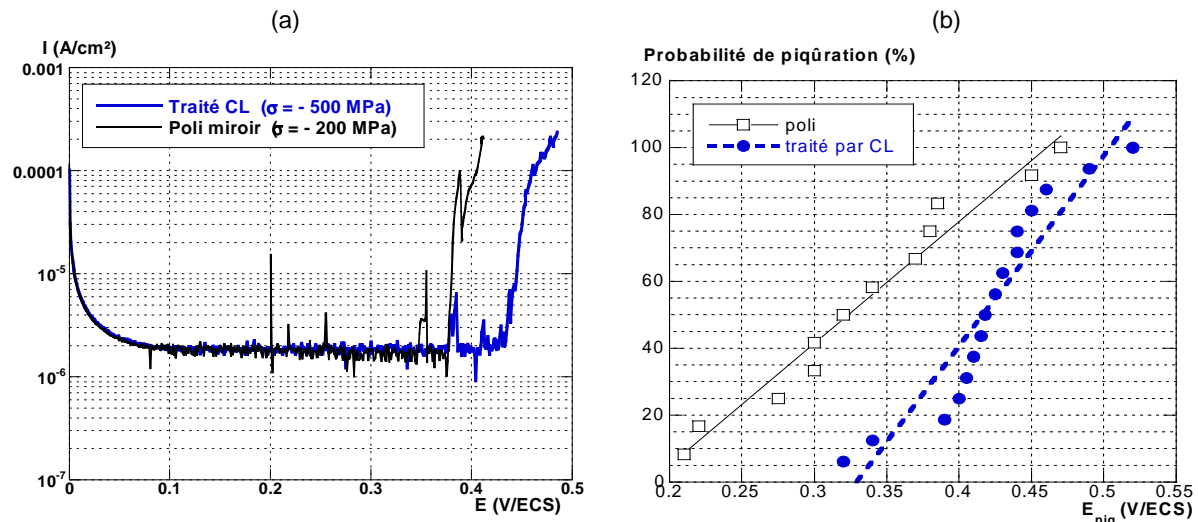 (a)
I (A/cm²)
0.001
0.0001
10-5
10-6
10-7
Traité CL (σ = - 500 MPa)
Poli miroir (σ = - 200 MPa)
0 0.1 0.2 0.3 0.4 0.5
E (V/ECS)
(b)
Probabilité de piqûration (%)
120
100
80
60
40
20
0
poli
traité par CL
0.2 0.25 0.3 0.35 0.4 0.45 0.5 0.55
Epiq (V/ECS)